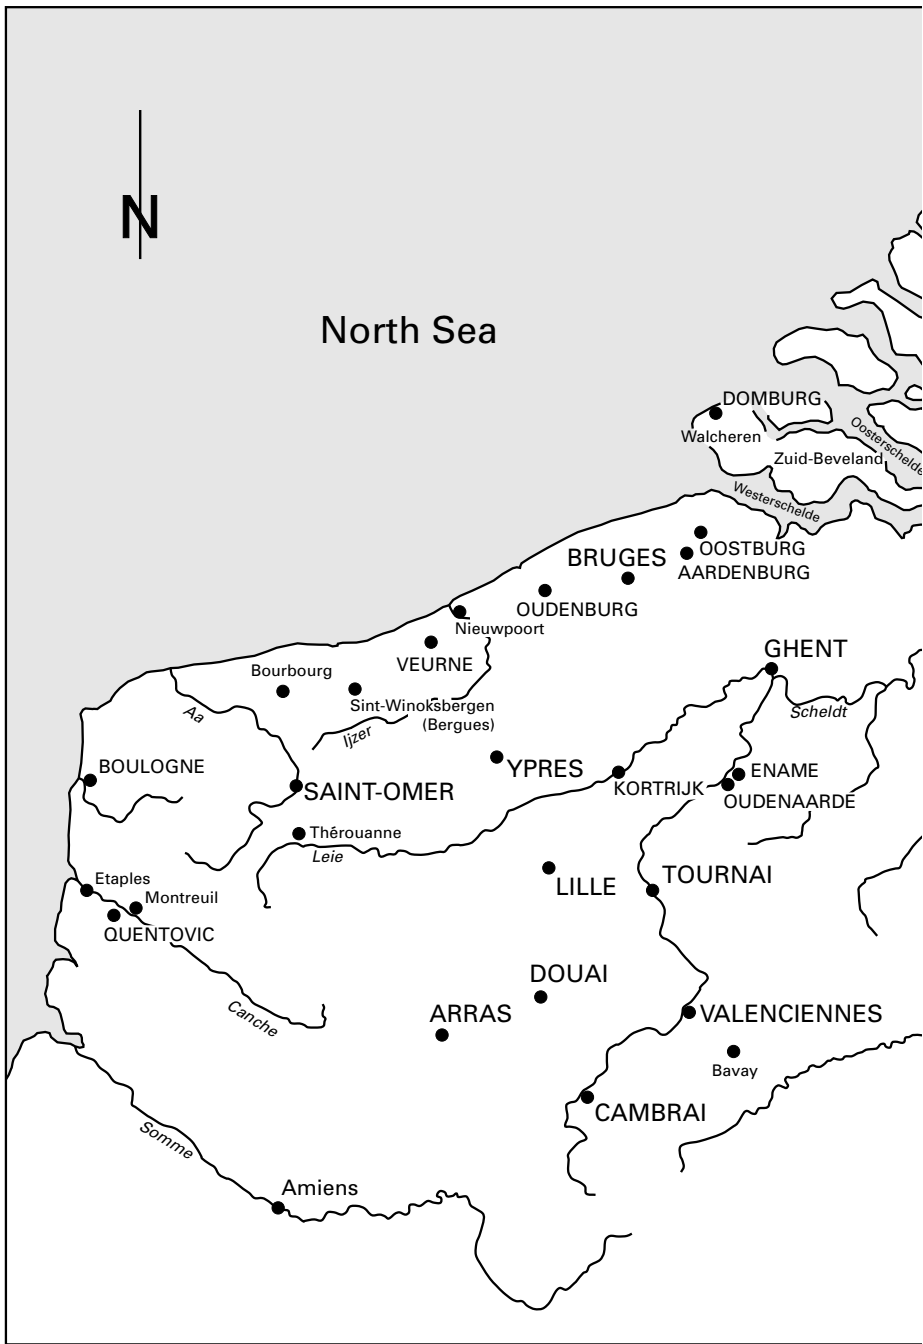 N
North Sea
DOMBURG
Walcheren
Oosterschelde
Zuid-Beveland
Westerschelde
OOSTBURG
BRUGES
AARDENBURG
OUDENBURG
Nieuwpoort
VEURNE
GHENT
Bourbourg
Sint-Winoksbergen
(Bergues)
Aa
Ijzer
Scheldt
BOULOGNE
YPRES
ENAME
SAINT-OMER
KORTRIJK
OUDENAARDE
Thérouanne
Leie
Etaples
LILLE
TOURNAI
Montreuil
QUENTOVIC
DOUAI
Canche
ARRAS
VALENCIENNES
Bavay
CAMBRAI
Somme
Amiens